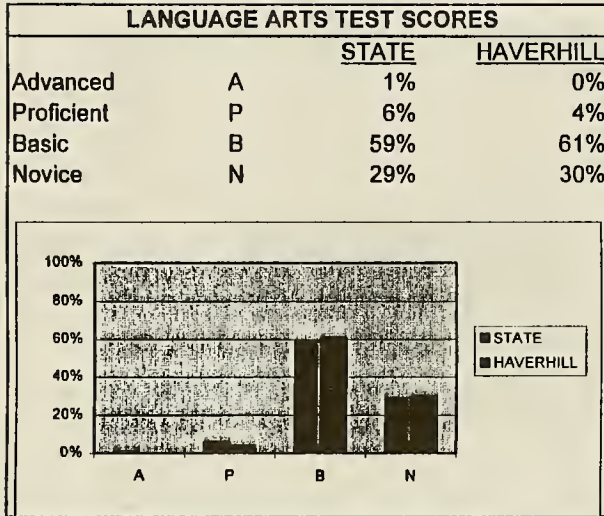 LANGUAGE ARTS TEST SCORES
STATE HAVERHILL
Advanced A 1% 0%
Proficient P 6% 4%
Basic B 59% 61%
Novice N 29% 30%
100%
80%
60%
40%
20%
0%
A P B N
STATE
HAVERHILL